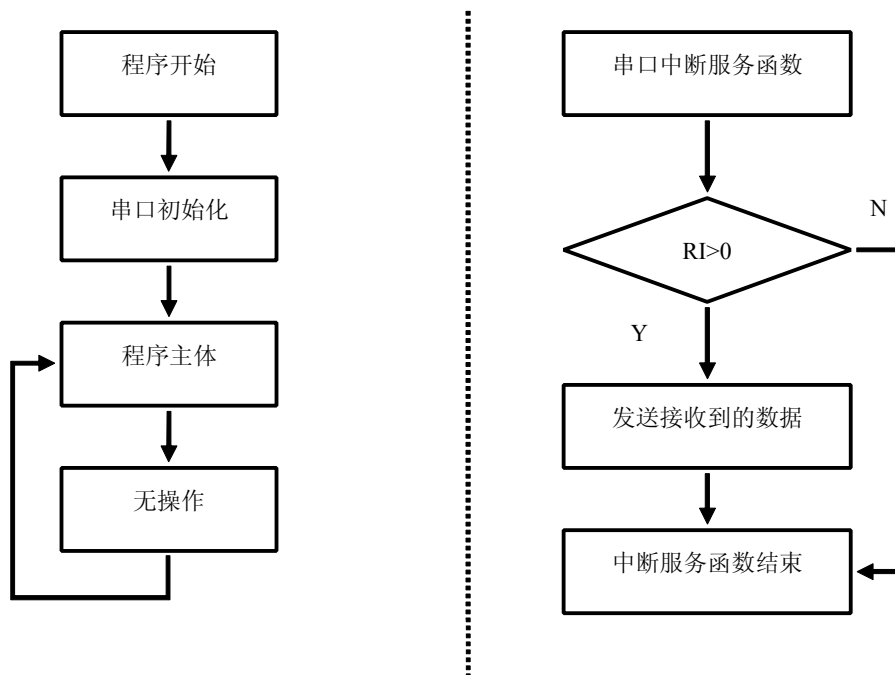 程序开始
串口初始化
程序主体
无操作
串口中断服务函数
RI>0
N
Y
发送接收到的数据
中断服务函数结束